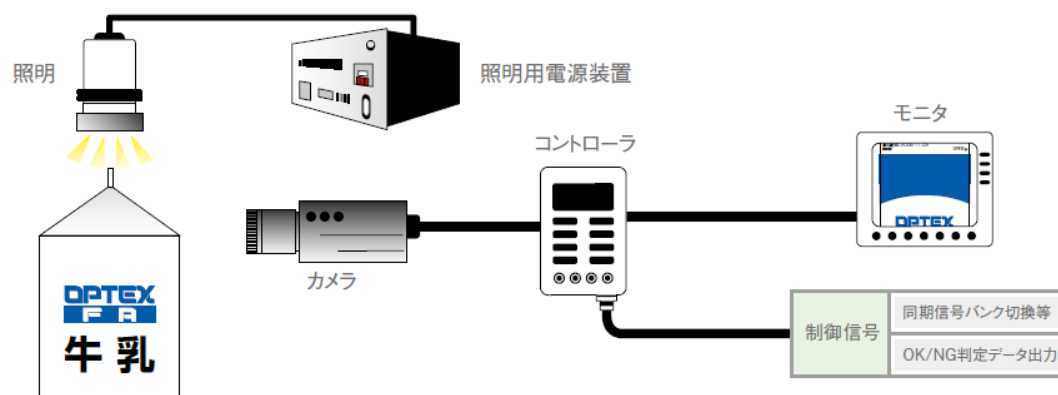 照明
照明用電源装置
コントローラ
モニタ
カメラ
OPTEX
OPTEX
F A
牛乳
制御信号
同期信号バンク切換等
OK/NG判定データ出力